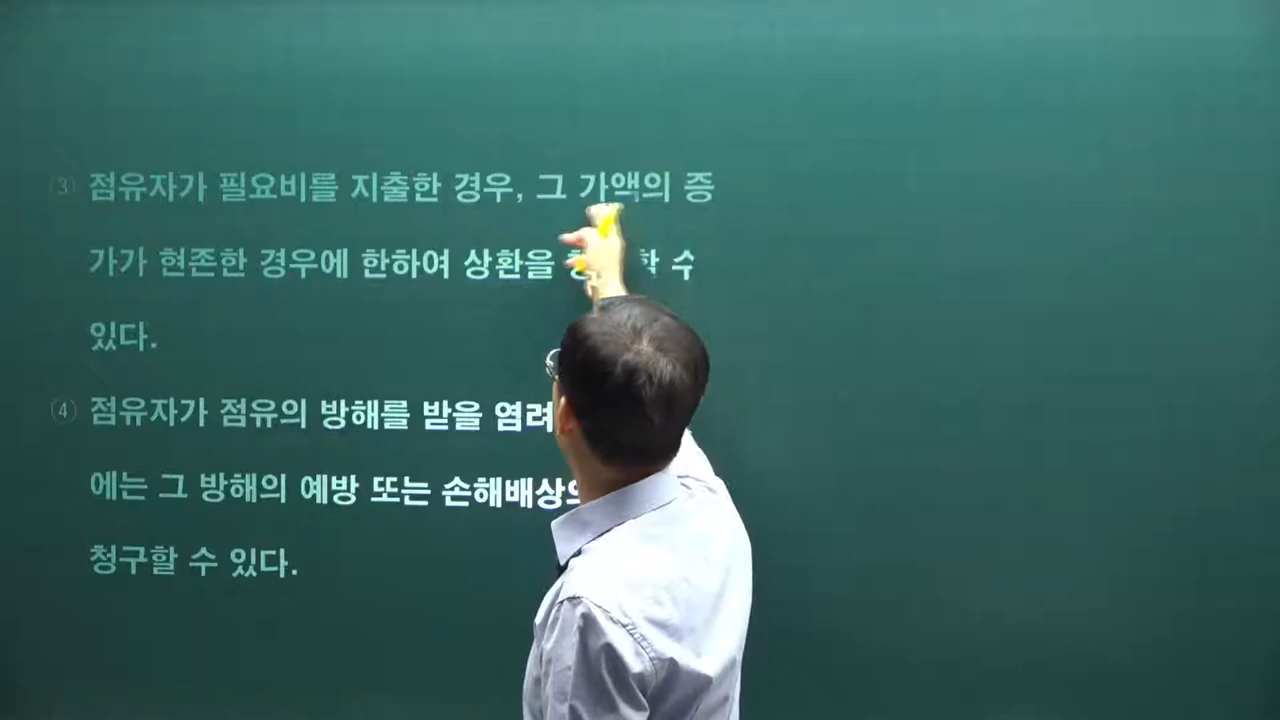 ③ 점유자가 필요비를 지출한 경우, 그 가액의 증
가가 현존한 경우에 한하여 상환을 수
있다.
④ 점유자가 점유의 방해를 받을 염려
에는 그 방해의 예방 또는 손해배상의
청구할 수 있다.